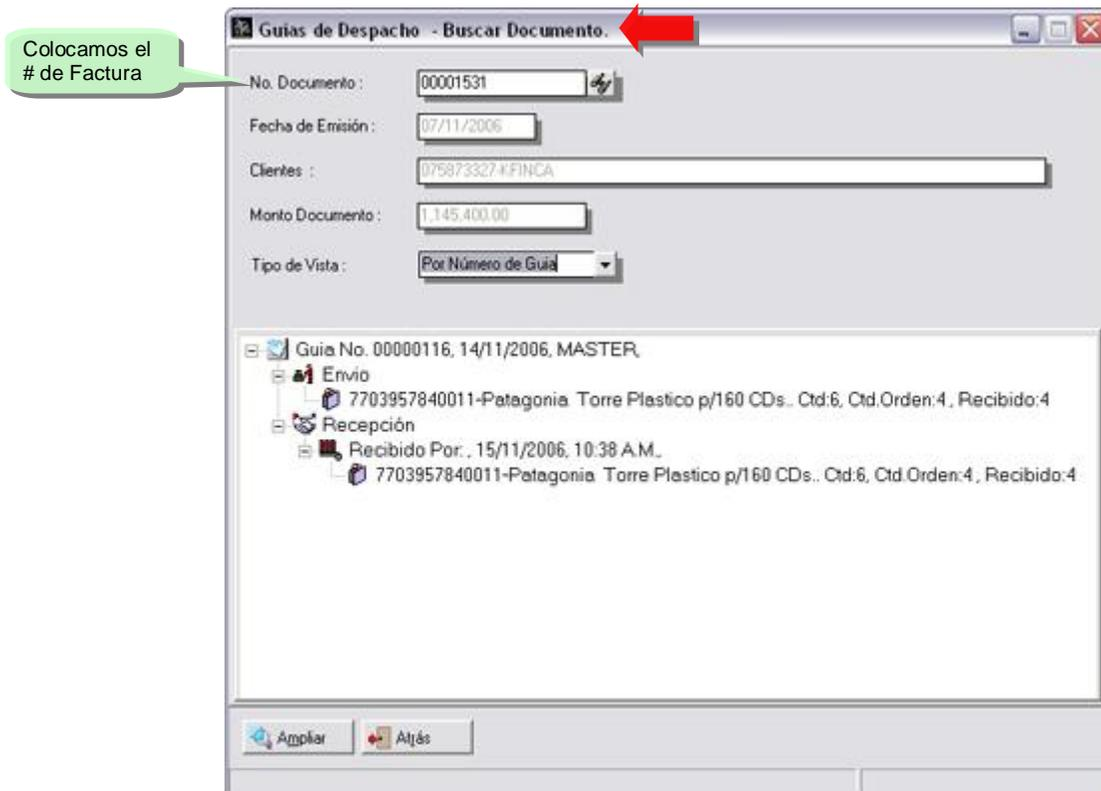 Guias de Despacho - Buscar Documento.
Colocamos el
# de Factura
No. Documento :
00001531
Fecha de Emisión :
07/11/2006
Clientes :
075873327-KFINCA
Monto Documento :
1,145,400.00
Tipo de Vista :
Por Número de Guia
Guia No. 00000116, 14/11/2006, MASTER,
Envio
7703957840011-Patagonia Torre Plastico p/160 CDs.. Ctd:6, Ctd.Orden:4, Recibido:4
Recepción
Recibido Por: , 15/11/2006, 10:38 A.M.,
7703957840011-Patagonia Torre Plastico p/160 CDs.. Ctd:6, Ctd.Orden:4, Recibido:4
Ampliar
Atrás